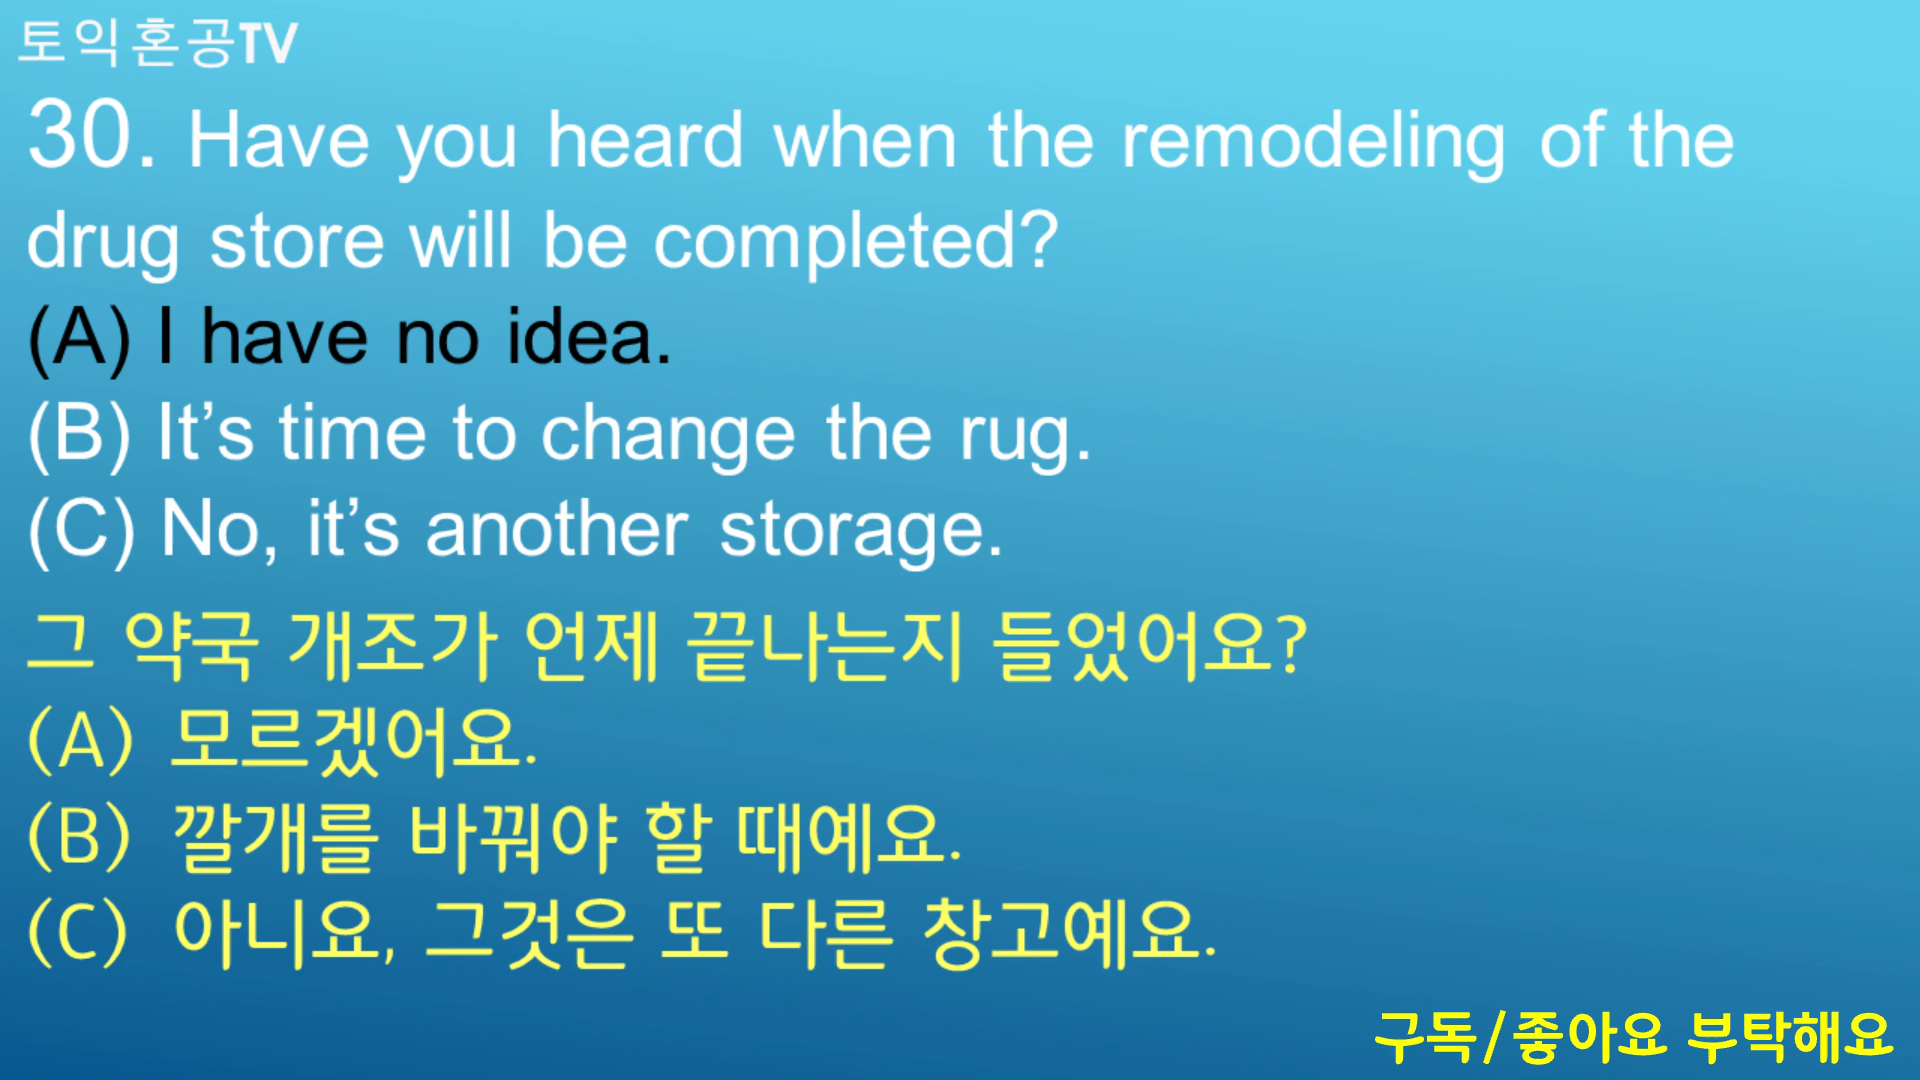 토익혼공TV
30. Have you heard when the remodeling of the
drug store will be completed?
(A) I have no idea.
(B) It’s time to change the rug.
(C) No, it’s another storage.
그 약국 개조가 언제 끝나는지 들었어요?
(A) 모르겠어요.
(B) 깔개를 바꿔야 할 때예요.
(C) 아니요, 그것은 또 다른 창고예요.
구독/좋아요 부탁해요